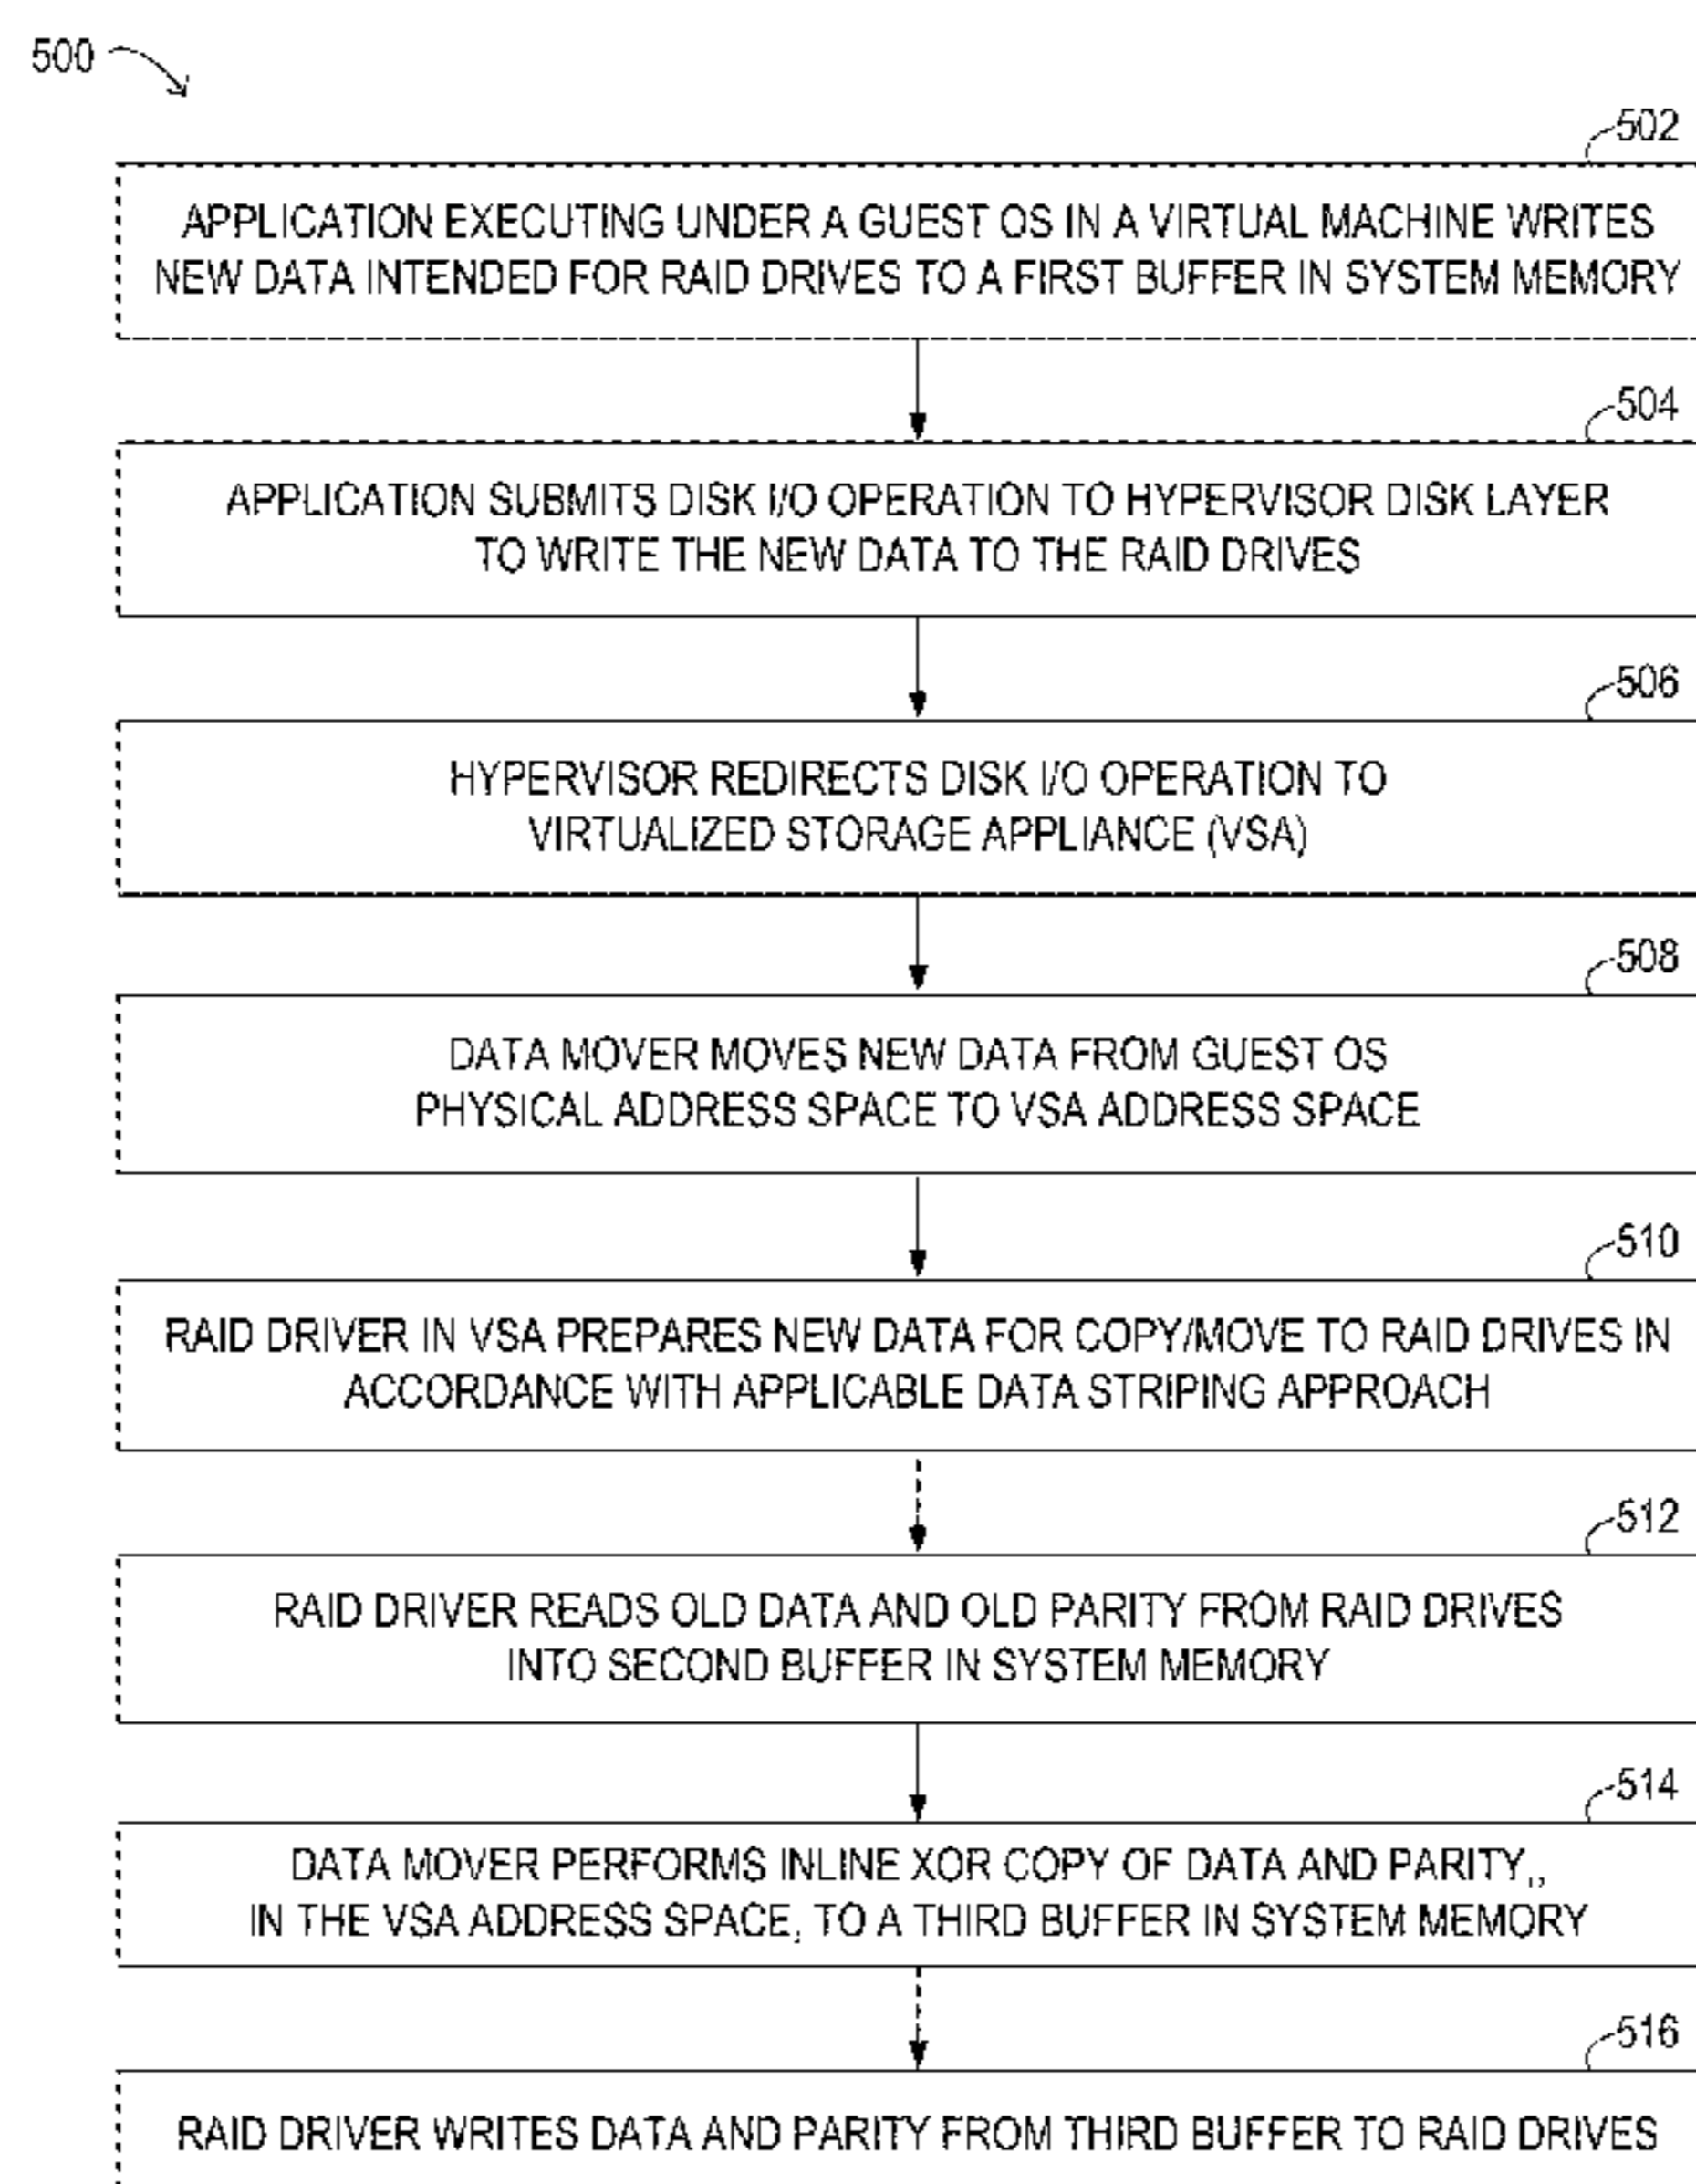 500
502
APPLICATION EXECUTING UNDER A GUEST OS IN A VIRTUAL MACHINE WRITES
NEW DATA INTENDED FOR RAID DRIVES TO A FIRST BUFFER IN SYSTEM MEMORY
504
APPLICATION SUBMITS DISK I/O OPERATION TO HYPERVISOR DISK LAYER
TO WRITE THE NEW DATA TO THE RAID DRIVES
506
HYPERVISOR REDIRECTS DISK I/O OPERATION TO
VIRTUALIZED STORAGE APPLIANCE (VSA)
508
DATA MOVER MOVES NEW DATA FROM GUEST OS
PHYSICAL ADDRESS SPACE TO VSA ADDRESS SPACE
510
RAID DRIVER IN VSA PREPARES NEW DATA FOR COPY/MOVE TO RAID DRIVES IN
ACCORDANCE WITH APPLICABLE DATA STRIPING APPROACH
512
RAID DRIVER READS OLD DATA AND OLD PARITY FROM RAID DRIVES
INTO SECOND BUFFER IN SYSTEM MEMORY
514
DATA MOVER PERFORMS INLINE XOR COPY OF DATA AND PARITY,,
IN THE VSA ADDRESS SPACE, TO A THIRD BUFFER IN SYSTEM MEMORY
516
RAID DRIVER WRITES DATA AND PARITY FROM THIRD BUFFER TO RAID DRIVES